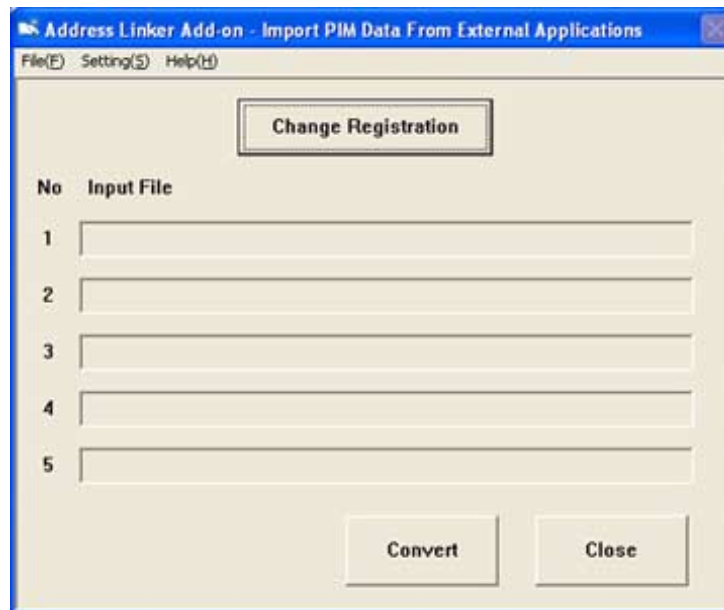 Address Linker Add-on - Import PIM Data From External Applications
File(F) Setting(S) Help(H)
Change Registration
No Input File
1
2
3
4
5
Convert Close